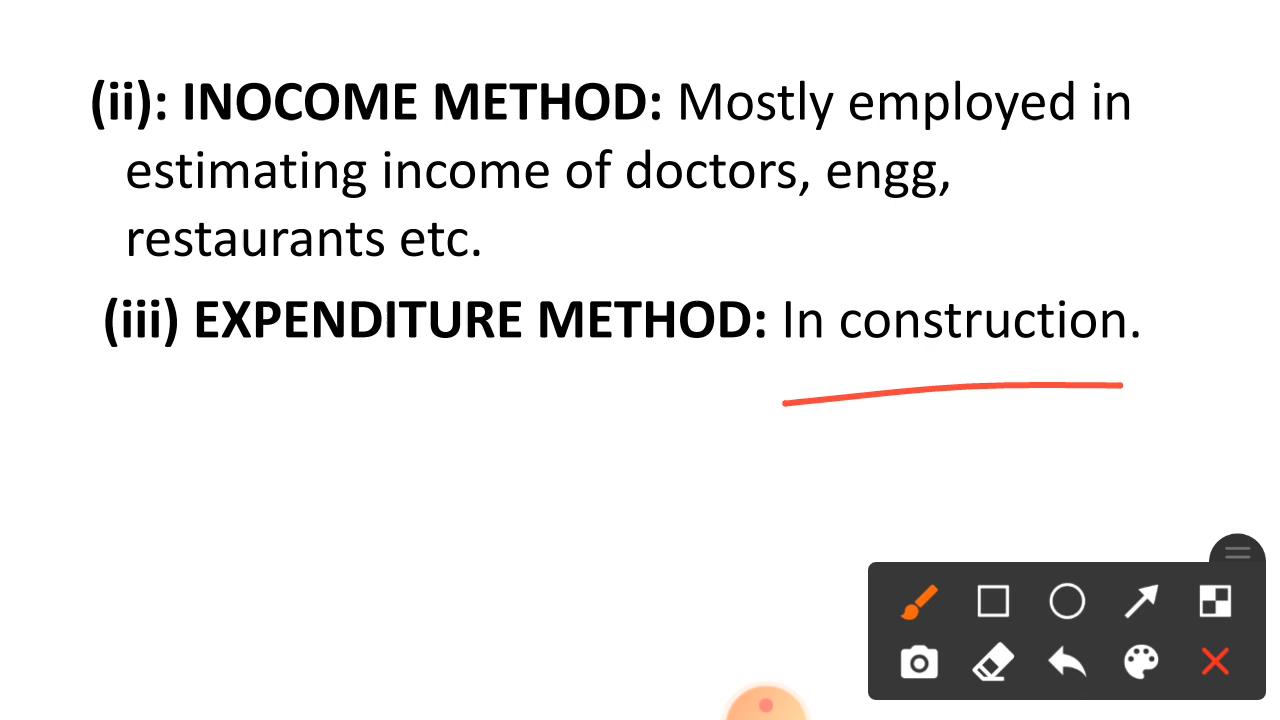 (ii): INOCOME METHOD: Mostly employed in
estimating income of doctors, engg,
restaurants etc.
(iii) EXPENDITURE METHOD: In construction.